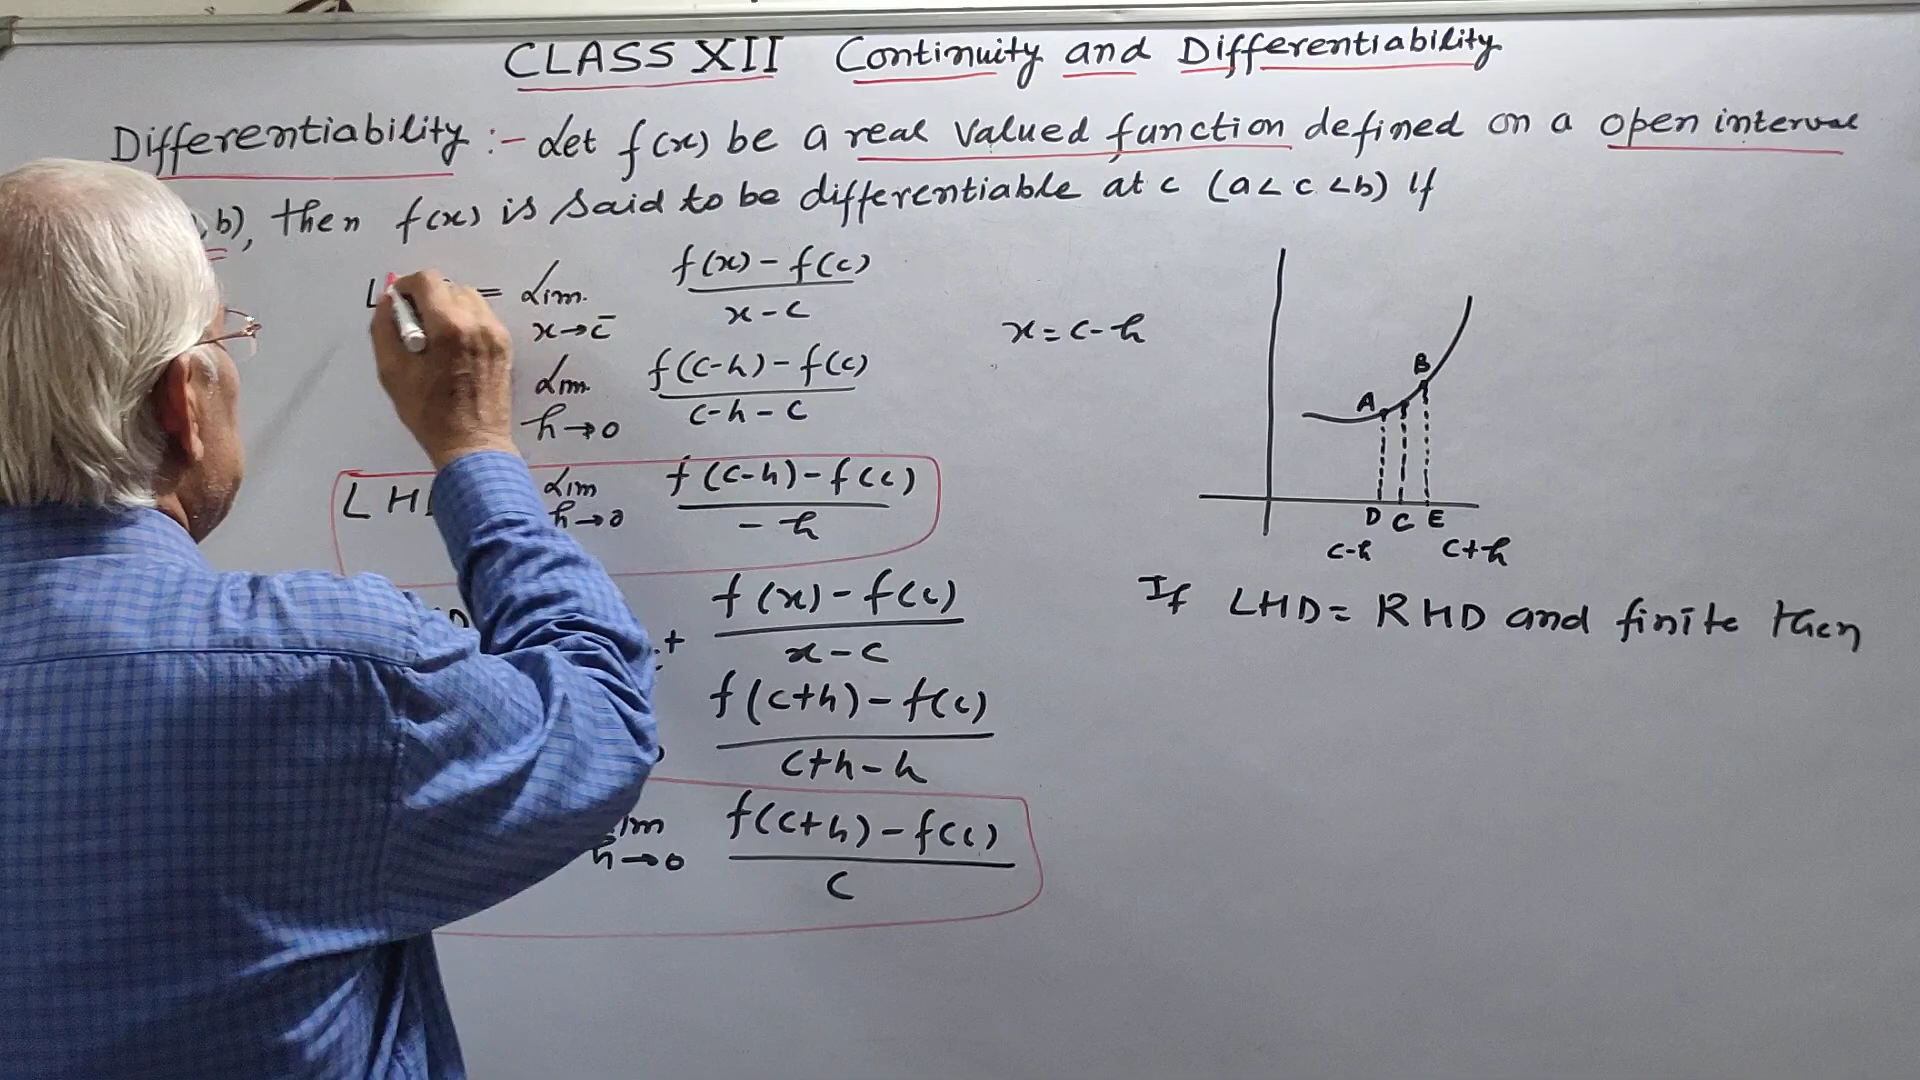 CLASS XII Continuity and Differentiability
Differentiability :- Let f(x) be a real valued function defined on a open interval
, b), then f(x) is said to be differentiable at c (a < c < b) if
L = Lim. f(x) - f(c) / x - c
x→c⁻
x = c - h
Lim. f(c-h) - f(c) / c-h - c
h→0
LH Lim f(c-h) - f(c) / -h
h→0
D + f(x) - f(c) / x - c
f(c+h) - f(c) / c+h - h
im f(c+h) - f(c) / c
h→0
A B
D C E
c-h c+h
If LHD = RHD and finite then